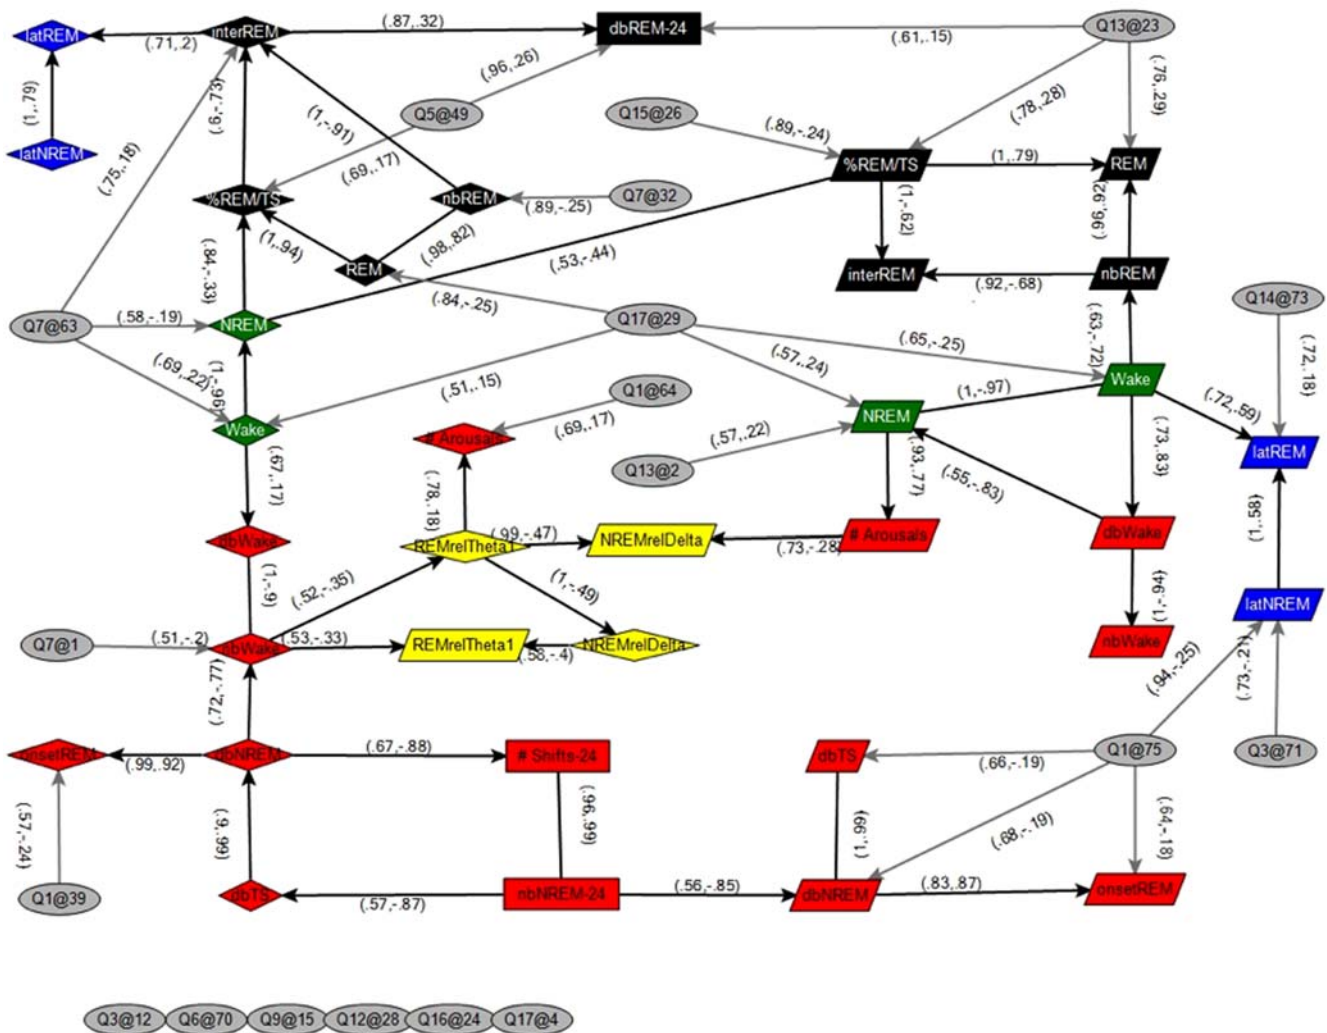 latREM
(.71,.2)
interREM
(.87,.32)
dbREM-24
(.61,.15)
Q13@23
(1,.79)
(.6,-.73)
(.96,.26)
(.76,.29)
Q5@49
Q15@26
(.78,.28)
(1,-.91)
(.89,-.24)
latNREM
(.75,.18)
(.69,.17)
%REM/TS
(1,.79)
REM
%REM/TS
nbREM
(.89,-.25)
Q7@32
(1,-.62)
(.96,.92)
(1,.94)
(.98,.82)
(.53,-.44)
(.84,-.33)
REM
interREM
(.92,-.68)
nbREM
(.84,-.25)
Q14@73
Q7@63
(.58,-.19)
NREM
Q17@29
(.63,-.72)
(.65,-.25)
(.57,.24)
(.72,.18)
(.69,.22)
(1,-.96)
(.51,.15)
Q1@64
(1,-.97)
Wake
(.72,.59)
Wake
# Arousals
(.69,.17)
NREM
(.57,.22)
(.73,.83)
latREM
(.67,.17)
Q13@2
(.93,.77)
(.55,-.83)
(.78,.18)
(1,.58)
dbWake
REMrelTheta1
(.99,-.47)
NREMrelDelta
(.73,-.28)
# Arousals
dbWake
(1,-.9)
(.52,-.35)
(1,-.49)
(1,-.94)
latNREM
Q7@1
(.51,-.2)
nbWake
(.53,-.33)
REMrelTheta1
(.58,-.4)
NREMrelDelta
nbWake
(.72,-.77)
(.94,-.25)
(.73,-.21)
onsetREM
(.99,.92)
dbNREM
(.67,-.88)
# Shifts-24
dbTS
(.66,-.19)
Q1@75
Q3@71
(.57,-.24)
(.9,.99)
(.96,.99)
(1,.99)
(.68,-.19)
(.64,-.18)
Q1@39
dbTS
(.57,-.87)
nbNREM-24
(.56,-.85)
dbNREM
(.83,.87)
onsetREM
Q3@12
Q6@70
Q9@15
Q12@28
Q16@24
Q17@4